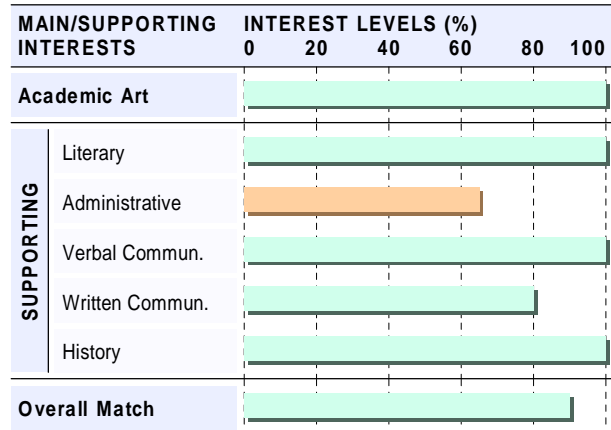 MAIN/SUPPORTING INTERESTS
INTEREST LEVELS (%)
0 20 40 60 80 100
Academic Art
SUPPORTING
Literary
Administrative
Verbal Commun.
Written Commun.
History
Overall Match